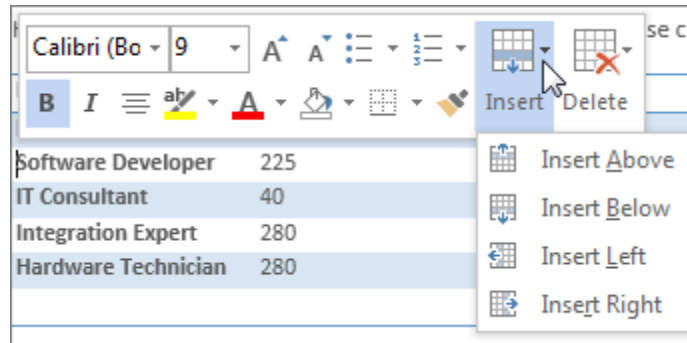 se c
Calibri (Bo 9 A A
B I A Insert Delete
Software Developer 225
IT Consultant 40
Integration Expert 280
Hardware Technician 280
Insert Above
Insert Below
Insert Left
Insert Right